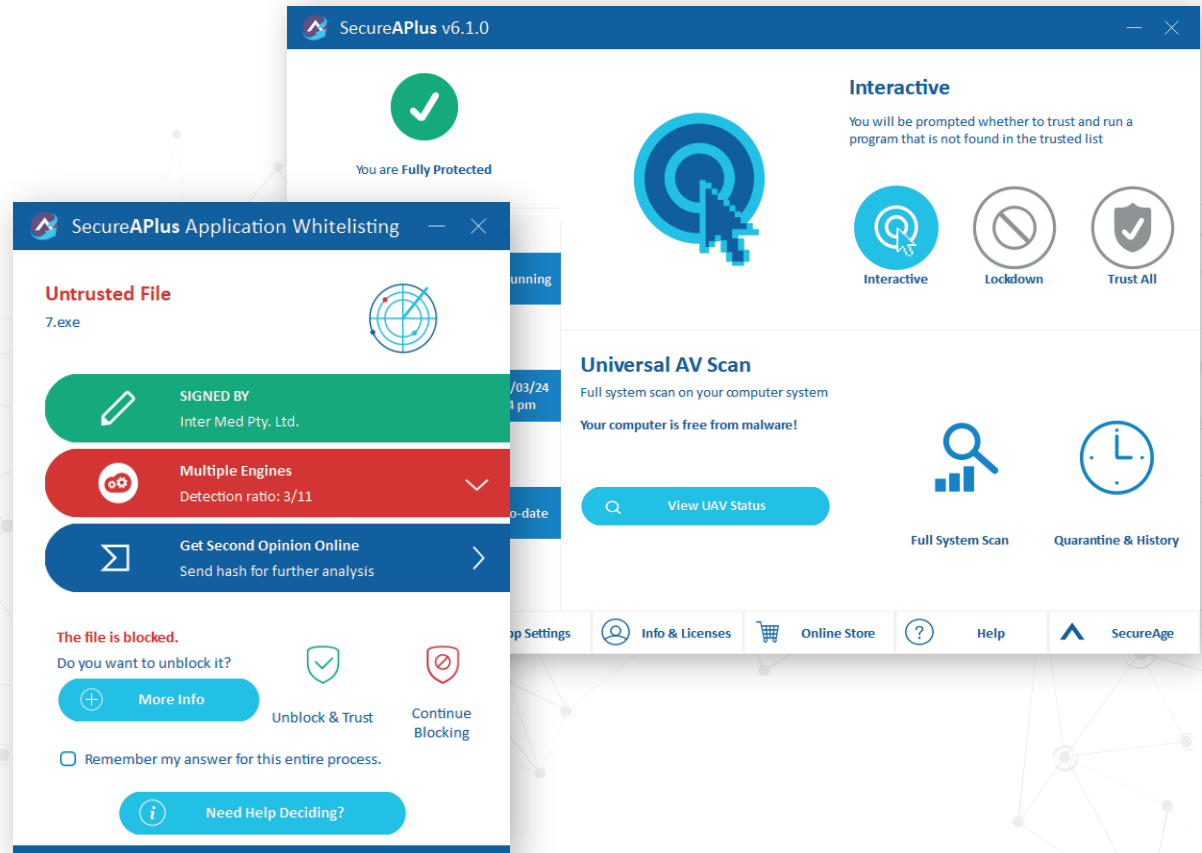 SecureAPlus v6.1.0
You are Fully Protected
Interactive
You will be prompted whether to trust and run a
program that is not found in the trusted list
Interactive
Lockdown
Trust All
Universal AV Scan
Full system scan on your computer system
Your computer is free from malware!
View UAV Status
Full System Scan
Quarantine & History
/03/24
pm
o-date
Settings
Info & Licenses
Online Store
Help
SecureAge
SecureAPlus Application Whitelisting
Untrusted File
7.exe
SIGNED BY
Inter Med Pty. Ltd.
Multiple Engines
Detection ratio: 3/11
Get Second Opinion Online
Send hash for further analysis
The file is blocked.
Do you want to unblock it?
More Info
Unblock & Trust
Continue
Blocking
Remember my answer for this entire process.
Need Help Deciding?